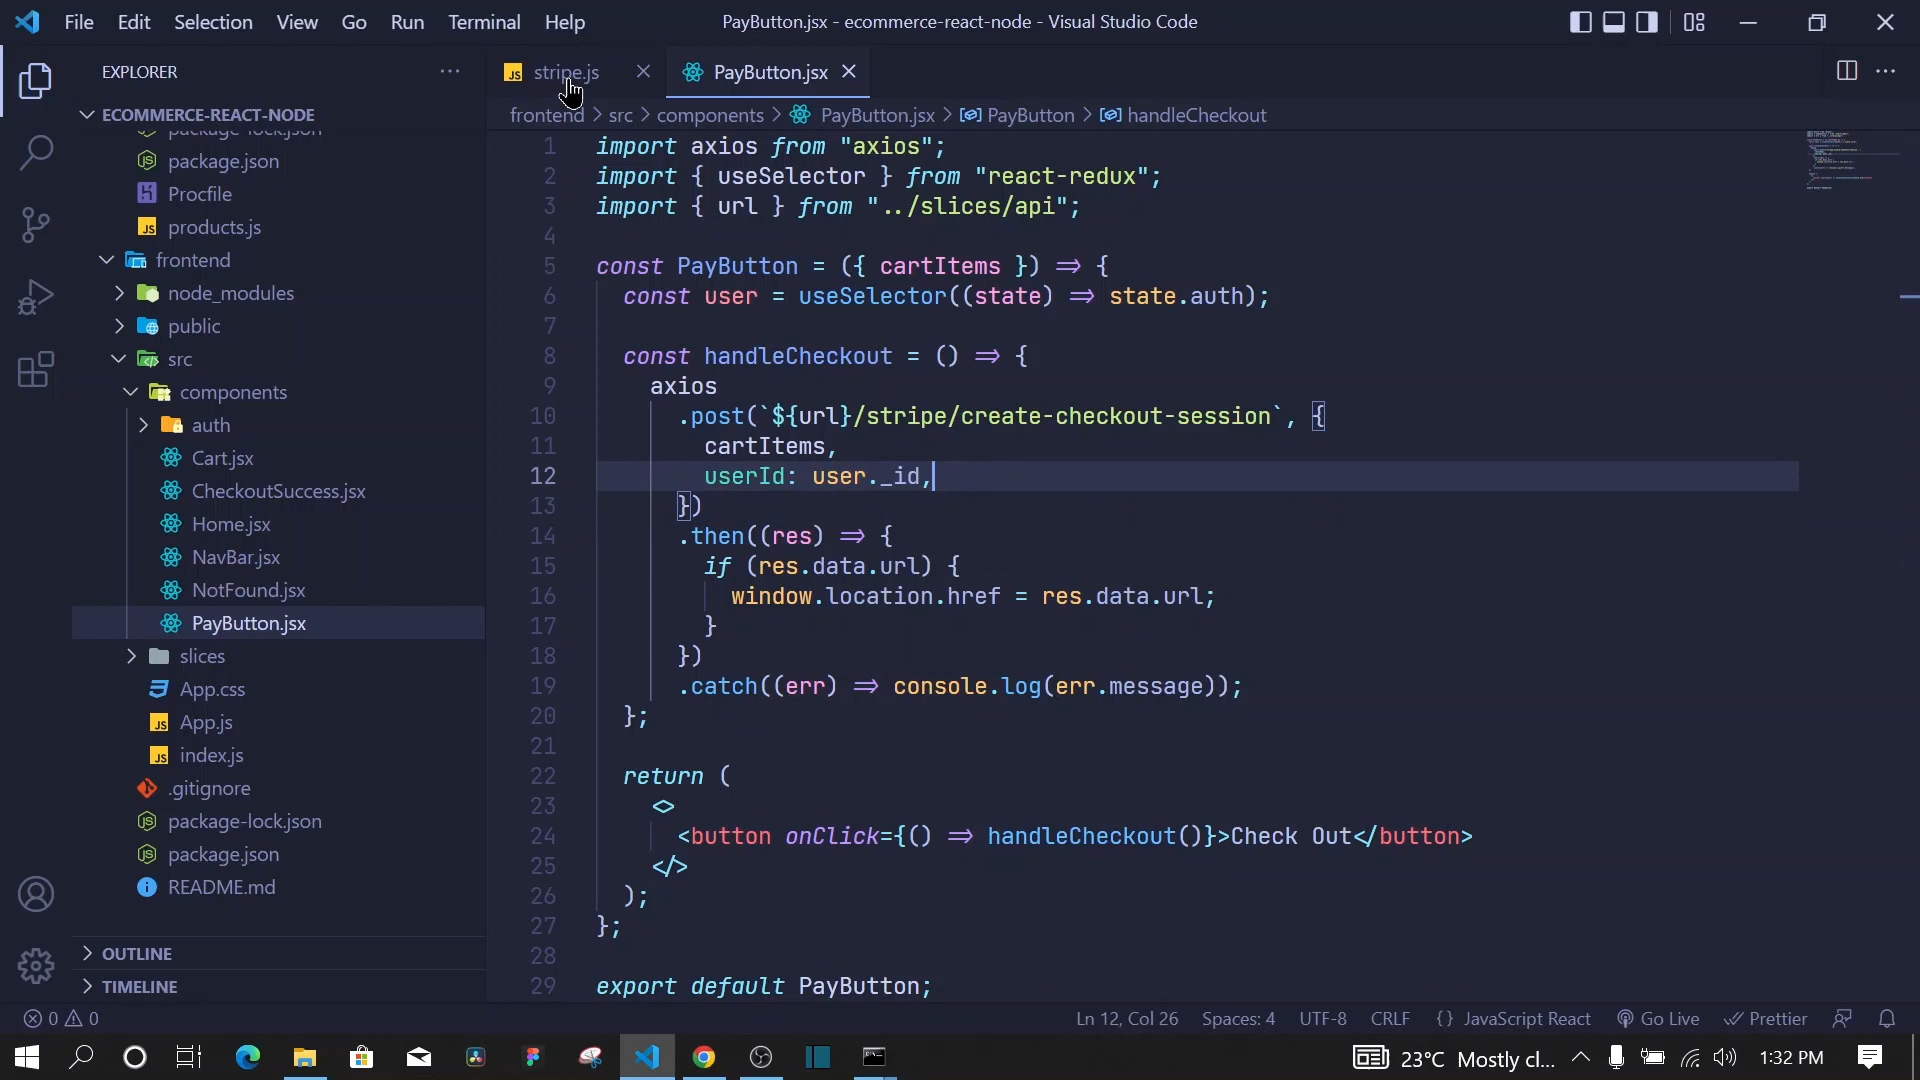 File Edit Selection View Go Run Terminal Help
PayButton.jsx - ecommerce-react-node - Visual Studio Code
EXPLORER
ECOMMERCE-REACT-NODE
package-lock.json
package.json
Procfile
products.js
frontend
node_modules
public
src
components
auth
Cart.jsx
CheckoutSuccess.jsx
Home.jsx
NavBar.jsx
NotFound.jsx
PayButton.jsx
slices
App.css
App.js
index.js
.gitignore
package-lock.json
package.json
README.md
OUTLINE
TIMELINE
stripe.js
PayButton.jsx
frontend > src > components > PayButton.jsx > PayButton > handleCheckout
1 import axios from "axios";
2 import { useSelector } from "react-redux";
3 import { url } from "../slices/api";
4
5 const PayButton = ({ cartItems }) => {
6 const user = useSelector((state) => state.auth);
7
8 const handleCheckout = () => {
9 axios
10 .post(`${url}/stripe/create-checkout-session`, {
11 cartItems,
12 userId: user._id,
13 })
14 .then((res) => {
15 if (res.data.url) {
16 window.location.href = res.data.url;
17 }
18 })
19 .catch((err) => console.log(err.message));
20 };
21
22 return (
23 <>
24 <button onClick={() => handleCheckout()}>Check Out</button>
25 </>
26 );
27 };
28
29 export default PayButton;
0 0
Ln 12, Col 26 Spaces: 4 UTF-8 CRLF {} JavaScript React Go Live Prettier
23°C Mostly cl... 1:32 PM